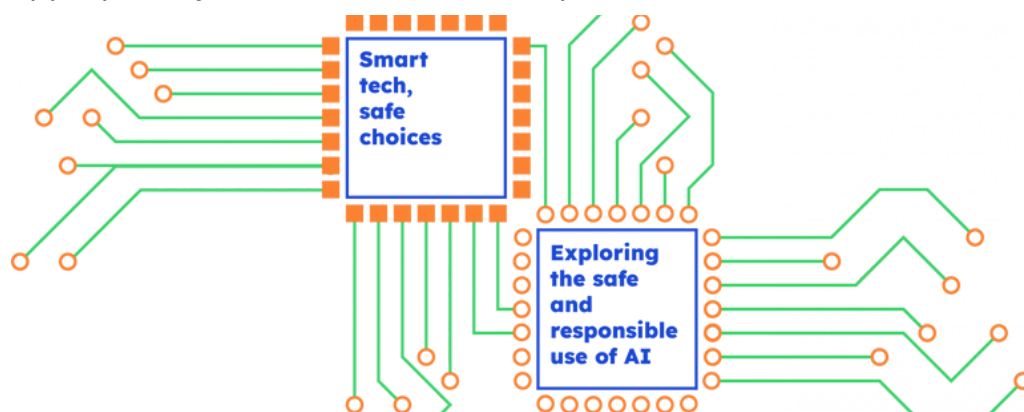 Smart
tech,
safe
choices
Exploring
the safe
and
responsible
use of AI